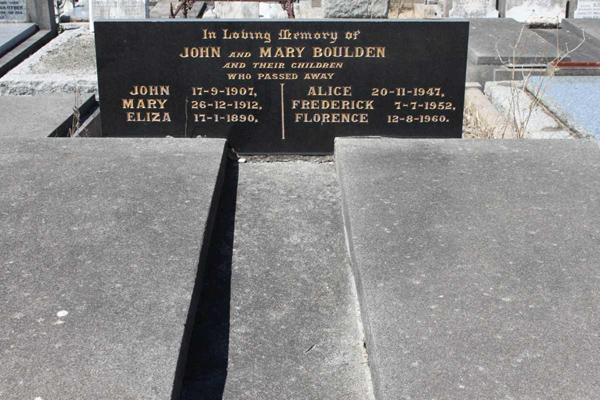 In Loving Memory of
JOHN AND MARY BOULDEN
AND THEIR CHILDREN
WHO PASSED AWAY
JOHN 17-9-1907,
MARY 26-12-1912,
ELIZA 17-1-1890.
ALICE 20-11-1947,
FREDERICK 7-7-1952,
FLORENCE 12-8-1960.